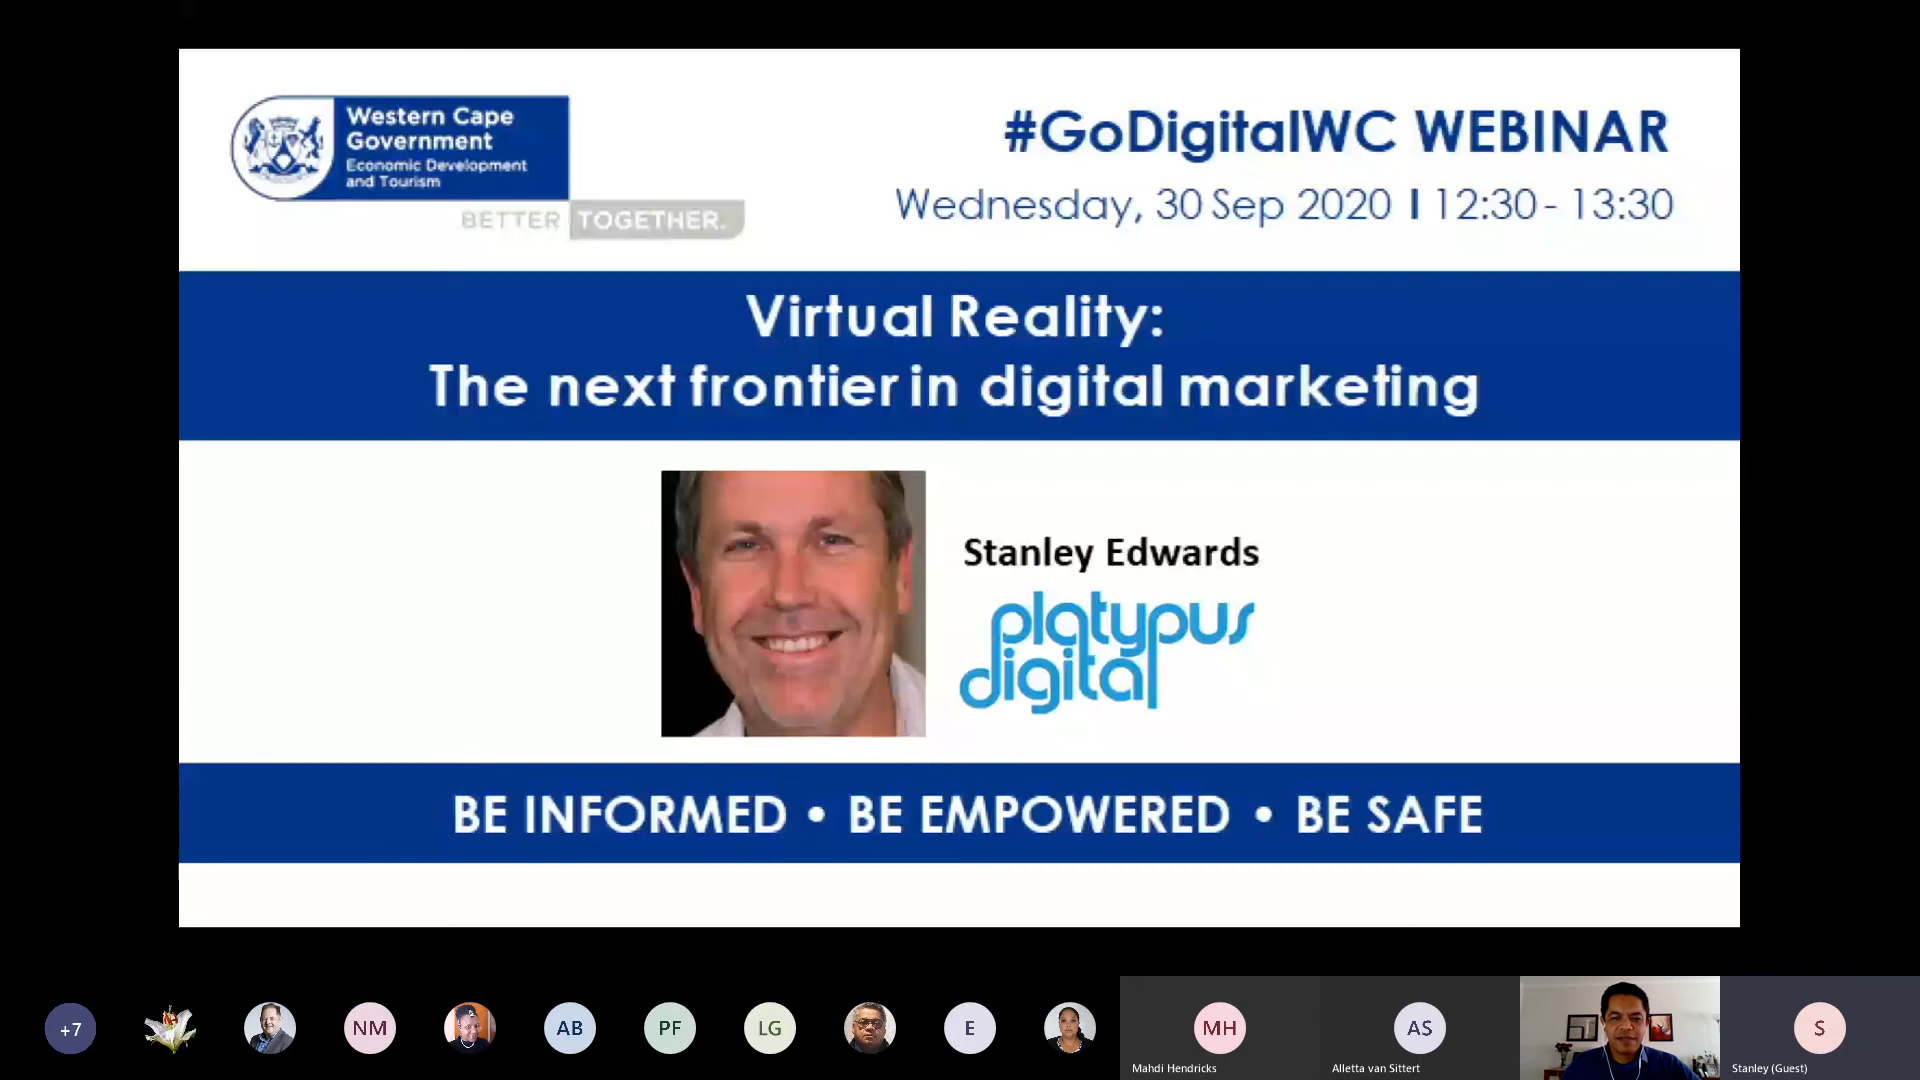 Western Cape
Government
Economic Development
and Tourism
BETTER TOGETHER.
#GoDigitalWC WEBINAR
Wednesday, 30 Sep 2020 I 12:30 - 13:30
Virtual Reality:
The next frontier in digital marketing
Stanley Edwards
platypus
digital
BE INFORMED • BE EMPOWERED • BE SAFE
+7
NM
AB
PF
LG
E
MH
AS
S
Mahdi Hendricks
Alletta van Sittert
Stanley (Guest)